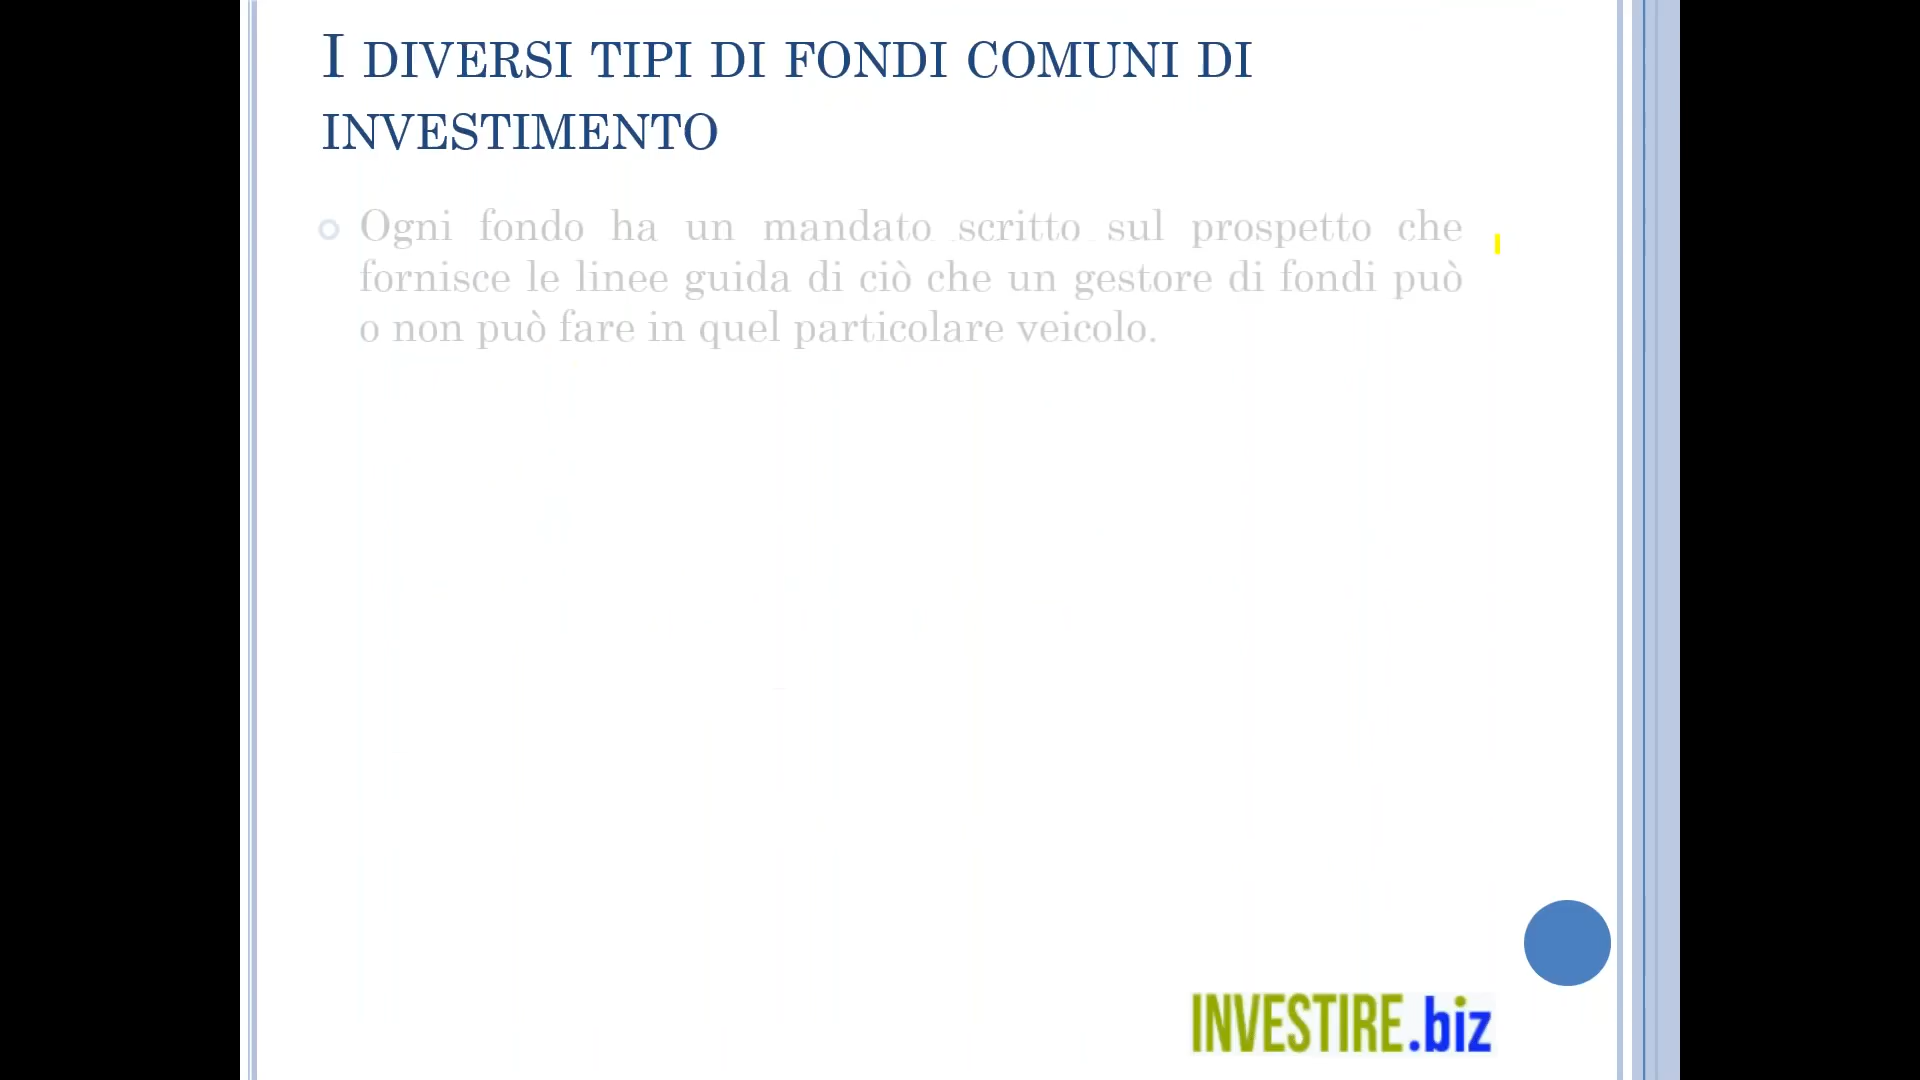 I DIVERSI TIPI DI FONDI COMUNI DI
INVESTIMENTO
Ogni fondo ha un mandato scritto sul prospetto che
fornisce le linee guida di ciò che un gestore di fondi può
o non può fare in quel particolare veicolo.
INVESTIRE.biz